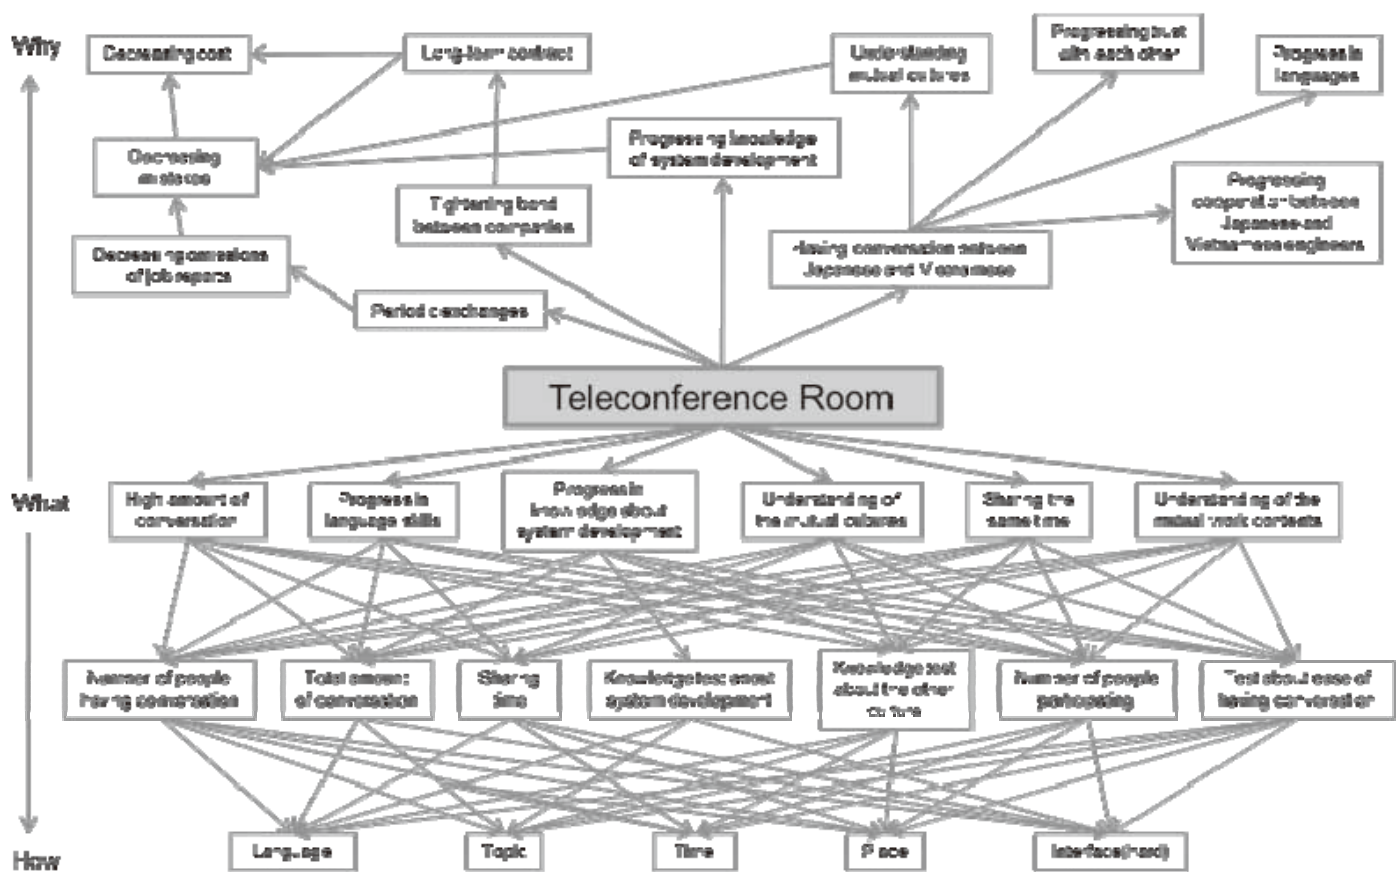 Why
Decreasing cost
Long-term contract
Understanding
mutual cultures
Progressing trust
with each other
Progress in
languages
Decreasing
mistakes
Progressing knowledge
of system development
Tightening bond
between companies
Progressing
cooperation between
Japanese and
Vietnamese engineers
Decreasing omissions
of job reports
Having conversation between
Japanese and Vietnamese
Periodic exchanges
Teleconference Room
What
High amount of
conversation
Progress in
language skills
Progress in
knowledge about
system development
Understanding of
the mutual cultures
Sharing the
same time
Understanding of the
mutual work contexts
Number of people
having conversation
Total amount
of conversation
Sharing
time
Knowledge test about
system development
Knowledge test
about the other
culture
Number of people
participating
Test about ease of
having conversation
How
Language
Topic
Time
Place
Interface(hard)